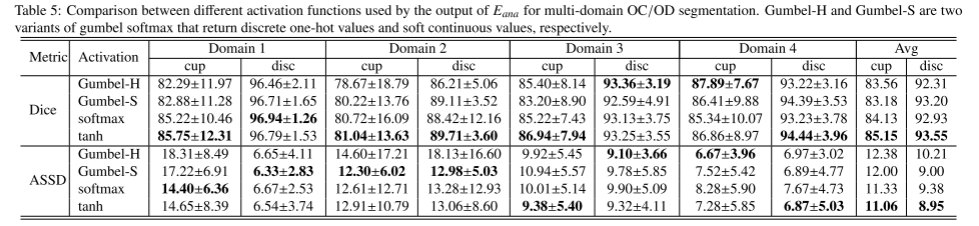 Table 5: Comparison between different activation functions used by the output of Eana for multi-domain OC/OD segmentation. Gumbel-H and Gumbel-S are two
variants of gumbel softmax that return discrete one-hot values and soft continuous values, respectively.
Metric Activation Domain 1 Domain 2 Domain 3 Domain 4 Avg
cup disc cup disc cup disc cup disc cup disc
Dice
Gumbel-H 82.29±11.97 96.46±2.11 78.67±18.79 86.21±5.06 85.40±8.14 93.36±3.19 87.89±7.67 93.22±3.16 83.56 92.31
Gumbel-S 82.88±11.28 96.71±1.65 80.22±13.76 89.11±3.52 83.20±8.90 92.59±4.91 86.41±9.88 94.39±3.53 83.18 93.20
softmax 85.22±10.46 96.94±1.26 80.72±16.09 88.42±12.16 85.22±7.43 93.13±3.75 85.34±10.07 93.23±3.78 84.13 92.93
tanh 85.75±12.31 96.79±1.53 81.04±13.63 89.71±3.60 86.94±7.94 93.25±3.55 86.86±8.97 94.44±3.96 85.15 93.55
ASSD
Gumbel-H 18.31±8.49 6.65±4.11 14.60±17.21 18.13±16.60 9.92±5.45 9.10±3.66 6.67±3.96 6.97±3.02 12.38 10.21
Gumbel-S 17.22±6.91 6.33±2.83 12.30±6.02 12.98±5.03 10.94±5.57 9.78±5.85 7.52±5.42 6.89±4.77 12.00 9.00
softmax 14.40±6.36 6.67±2.53 12.61±12.71 13.28±12.93 10.01±5.14 9.90±5.09 8.28±5.90 7.67±4.73 11.33 9.38
tanh 14.65±8.39 6.54±3.74 12.91±10.79 13.06±8.60 9.38±5.40 9.32±4.11 7.28±5.85 6.87±5.03 11.06 8.95